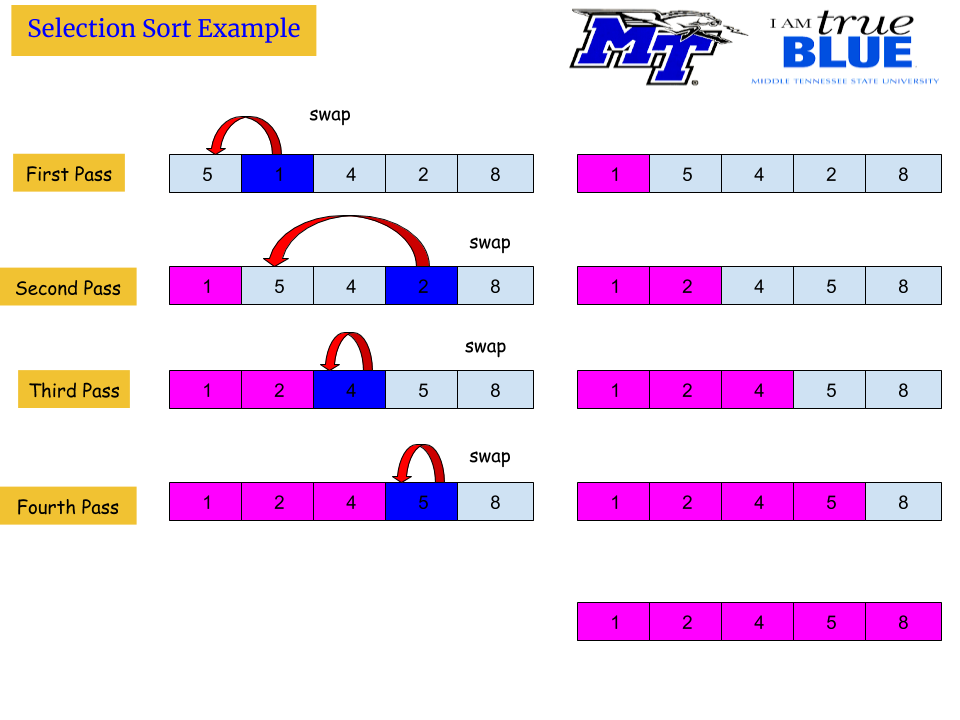 Selection Sort Example
MT
I AM true
BLUE
MIDDLE TENNESSEE STATE UNIVERSITY
swap
First Pass
5 1 4 2 8
1 5 4 2 8
swap
Second Pass
1 5 4 2 8
1 2 4 5 8
swap
Third Pass
1 2 4 5 8
1 2 4 5 8
swap
Fourth Pass
1 2 4 5 8
1 2 4 5 8
1 2 4 5 8